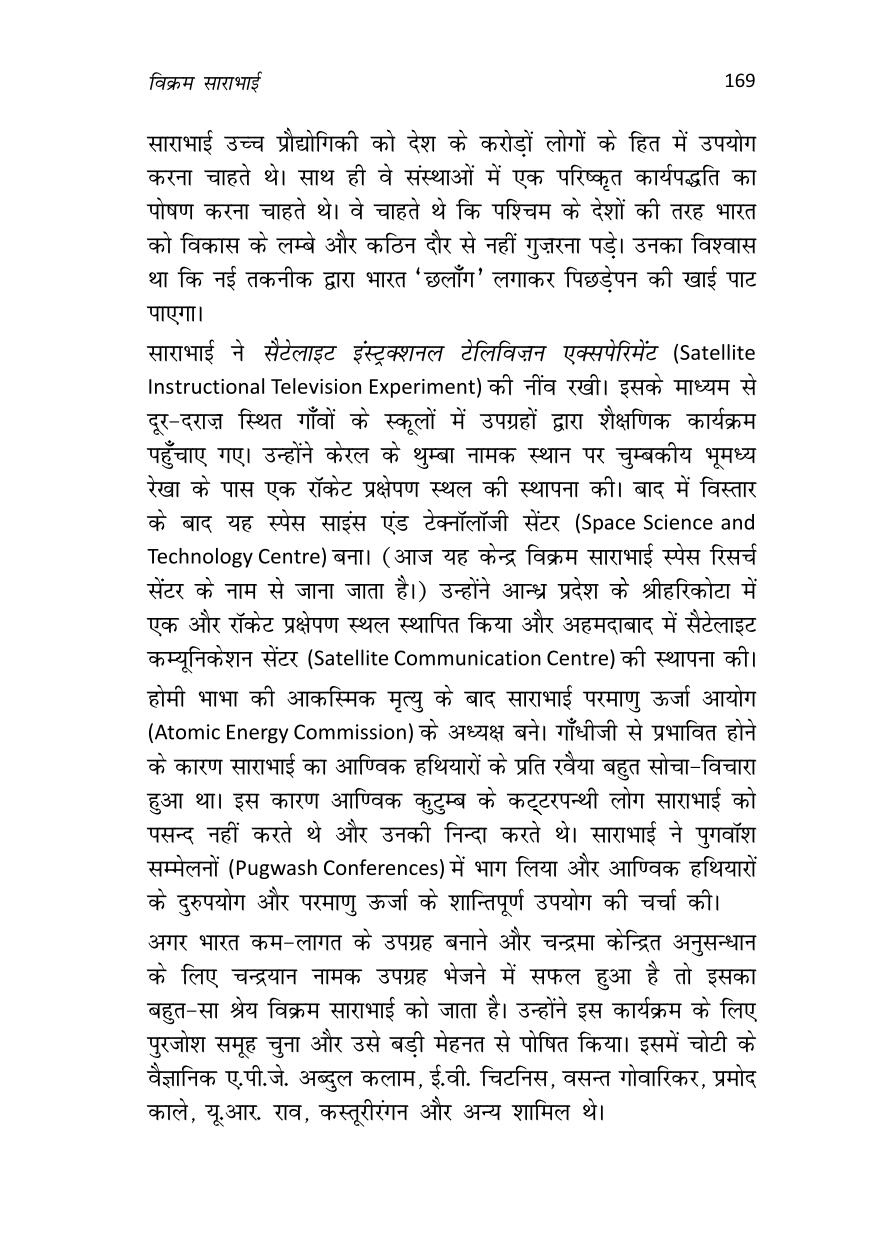 विक्रम साराभाई 169
साराभाई उच्च प्रौद्योगिकी को देश के करोड़ों लोगों के हित में उपयोग
करना चाहते थे। साथ ही वे संस्थाओं में एक परिष्कृत कार्यपद्धति का
पोषण करना चाहते थे। वे चाहते थे कि पश्चिम के देशों की तरह भारत
को विकास के लम्बे और कठिन दौर से नहीं गुज़रना पड़े। उनका विश्वास
था कि नई तकनीक द्वारा भारत ‘छलाँग’ लगाकर पिछड़ेपन की खाई पाट
पाएगा।
साराभाई ने सैटेलाइट इंस्ट्रक्शनल टेलिविज़न एक्सपेरिमेंट (Satellite
Instructional Television Experiment) की नींव रखी। इसके माध्यम से
दूर-दराज़ स्थित गाँवों के स्कूलों में उपग्रहों द्वारा शैक्षणिक कार्यक्रम
पहुँचाए गए। उन्होंने केरल के थुम्बा नामक स्थान पर चुम्बकीय भूमध्य
रेखा के पास एक रॉकेट प्रक्षेपण स्थल की स्थापना की। बाद में विस्तार
के बाद यह स्पेस साइंस एंड टेक्नॉलॉजी सेंटर (Space Science and
Technology Centre) बना। (आज यह केन्द्र विक्रम साराभाई स्पेस रिसर्च
सेंटर के नाम से जाना जाता है।) उन्होंने आन्ध्र प्रदेश के श्रीहरिकोटा में
एक और रॉकेट प्रक्षेपण स्थल स्थापित किया और अहमदाबाद में सैटेलाइट
कम्यूनिकेशन सेंटर (Satellite Communication Centre) की स्थापना की।
होमी भाभा की आकस्मिक मृत्यु के बाद साराभाई परमाणु ऊर्जा आयोग
(Atomic Energy Commission) के अध्यक्ष बने। गाँधीजी से प्रभावित होने
के कारण साराभाई का आण्विक हथियारों के प्रति रवैया बहुत सोचा-विचारा
हुआ था। इस कारण आण्विक कुटुम्ब के कट्टरपन्थी लोग साराभाई को
पसन्द नहीं करते थे और उनकी निन्दा करते थे। साराभाई ने पुगवॉश
सम्मेलनों (Pugwash Conferences) में भाग लिया और आण्विक हथियारों
के दुरुपयोग और परमाणु ऊर्जा के शान्तिपूर्ण उपयोग की चर्चा की।
अगर भारत कम-लागत के उपग्रह बनाने और चन्द्रमा केन्द्रित अनुसन्धान
के लिए चन्द्रयान नामक उपग्रह भेजने में सफल हुआ है तो इसका
बहुत-सा श्रेय विक्रम साराभाई को जाता है। उन्होंने इस कार्यक्रम के लिए
पुरजोश समूह चुना और उसे बड़ी मेहनत से पोषित किया। इसमें चोटी के
वैज्ञानिक ए.पी.जे. अब्दुल कलाम, ई.वी. चिटनिस, वसन्त गोवारिकर, प्रमोद
काले, यू.आर. राव, कस्तूरीरंगन और अन्य शामिल थे।